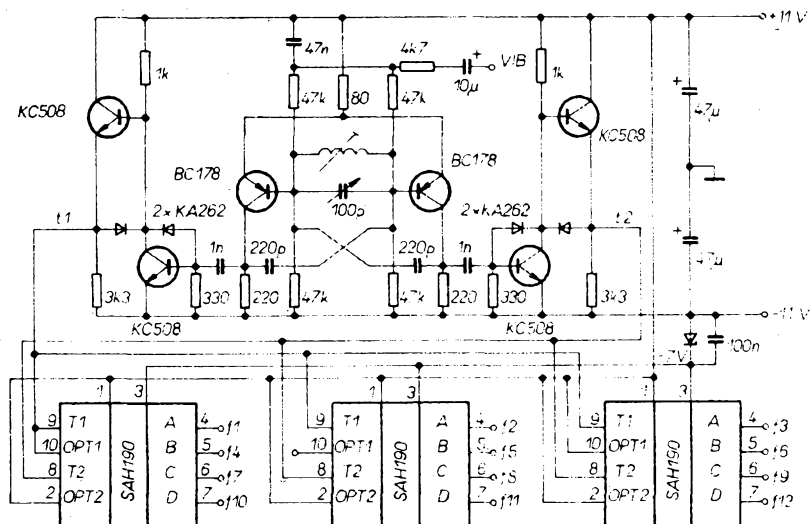 +11V
47n
4k7
VIB
1k
47k
80
47k
10µ
1k
KC508
KC508
47µ
BC178
BC178
100p
t1
2×KA262
2×KA262
t2
1n
220p
220p
1n
47µ
3k3
330
220
47k
47k
220
330
3k3
KC508
KC508
-11V
100n
1
3
1
3
1
3
9
T1
A
4
f1
10
OPT1
B
5
f4
8
T2
C
6
f7
2
OPT2
D
7
f10
SAH190
9
T1
A
4
f2
10
OPT1
B
5
f5
8
T2
C
6
f8
2
OPT2
D
7
f11
SAH190
9
T1
A
4
f3
10
OPT1
B
5
f6
8
T2
C
6
f9
2
OPT2
D
7
f12
SAH190